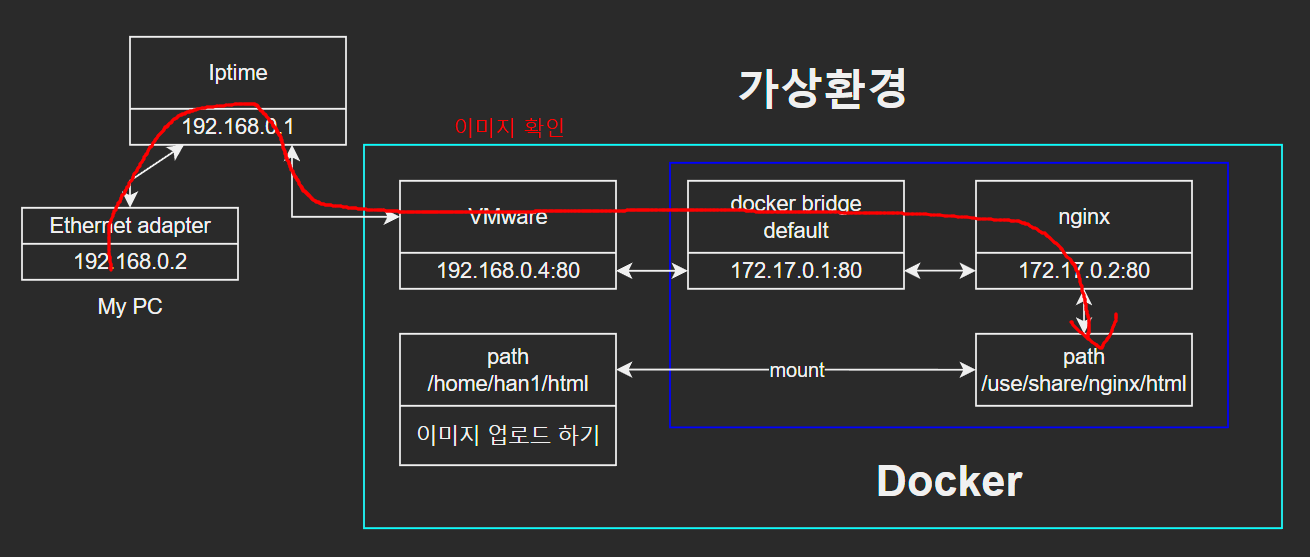 Iptime
192.168.0.1
가상환경
이미지 확인
Ethernet adapter
192.168.0.2
My PC
VMware
192.168.0.4:80
docker bridge
default
172.17.0.1:80
nginx
172.17.0.2:80
path
/home/han1/html
이미지 업로드 하기
mount
path
/use/share/nginx/html
Docker